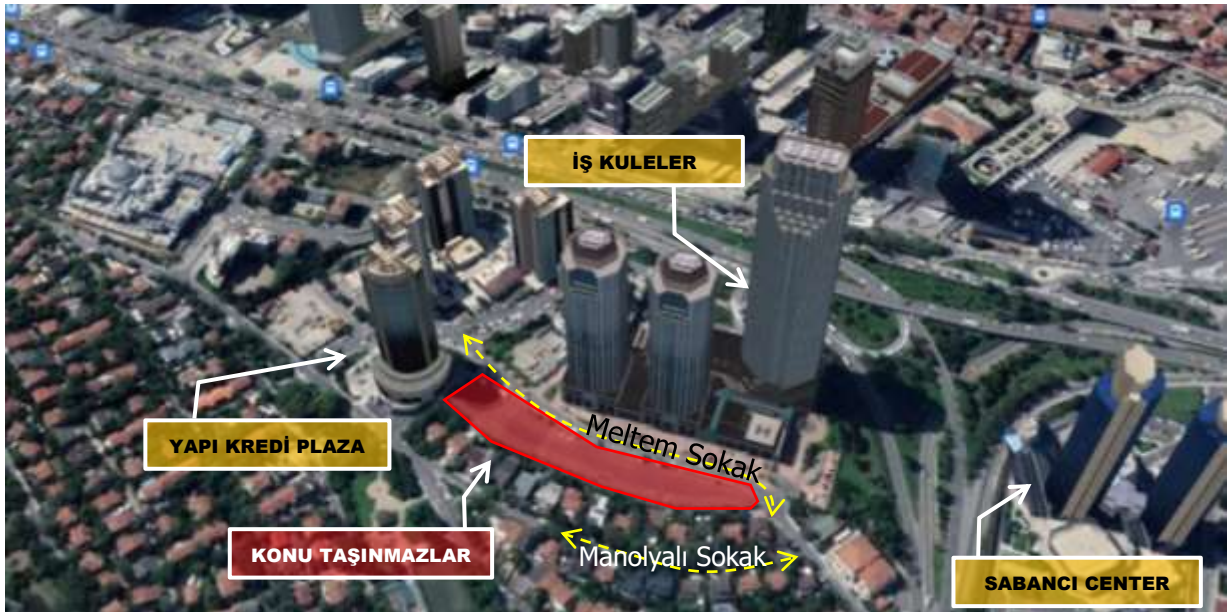 İŞ KULELER
YAPI KREDİ PLAZA
Meltem Sokak
KONU TAŞINMAZLAR
Manolyalı Sokak
SABANCI CENTER